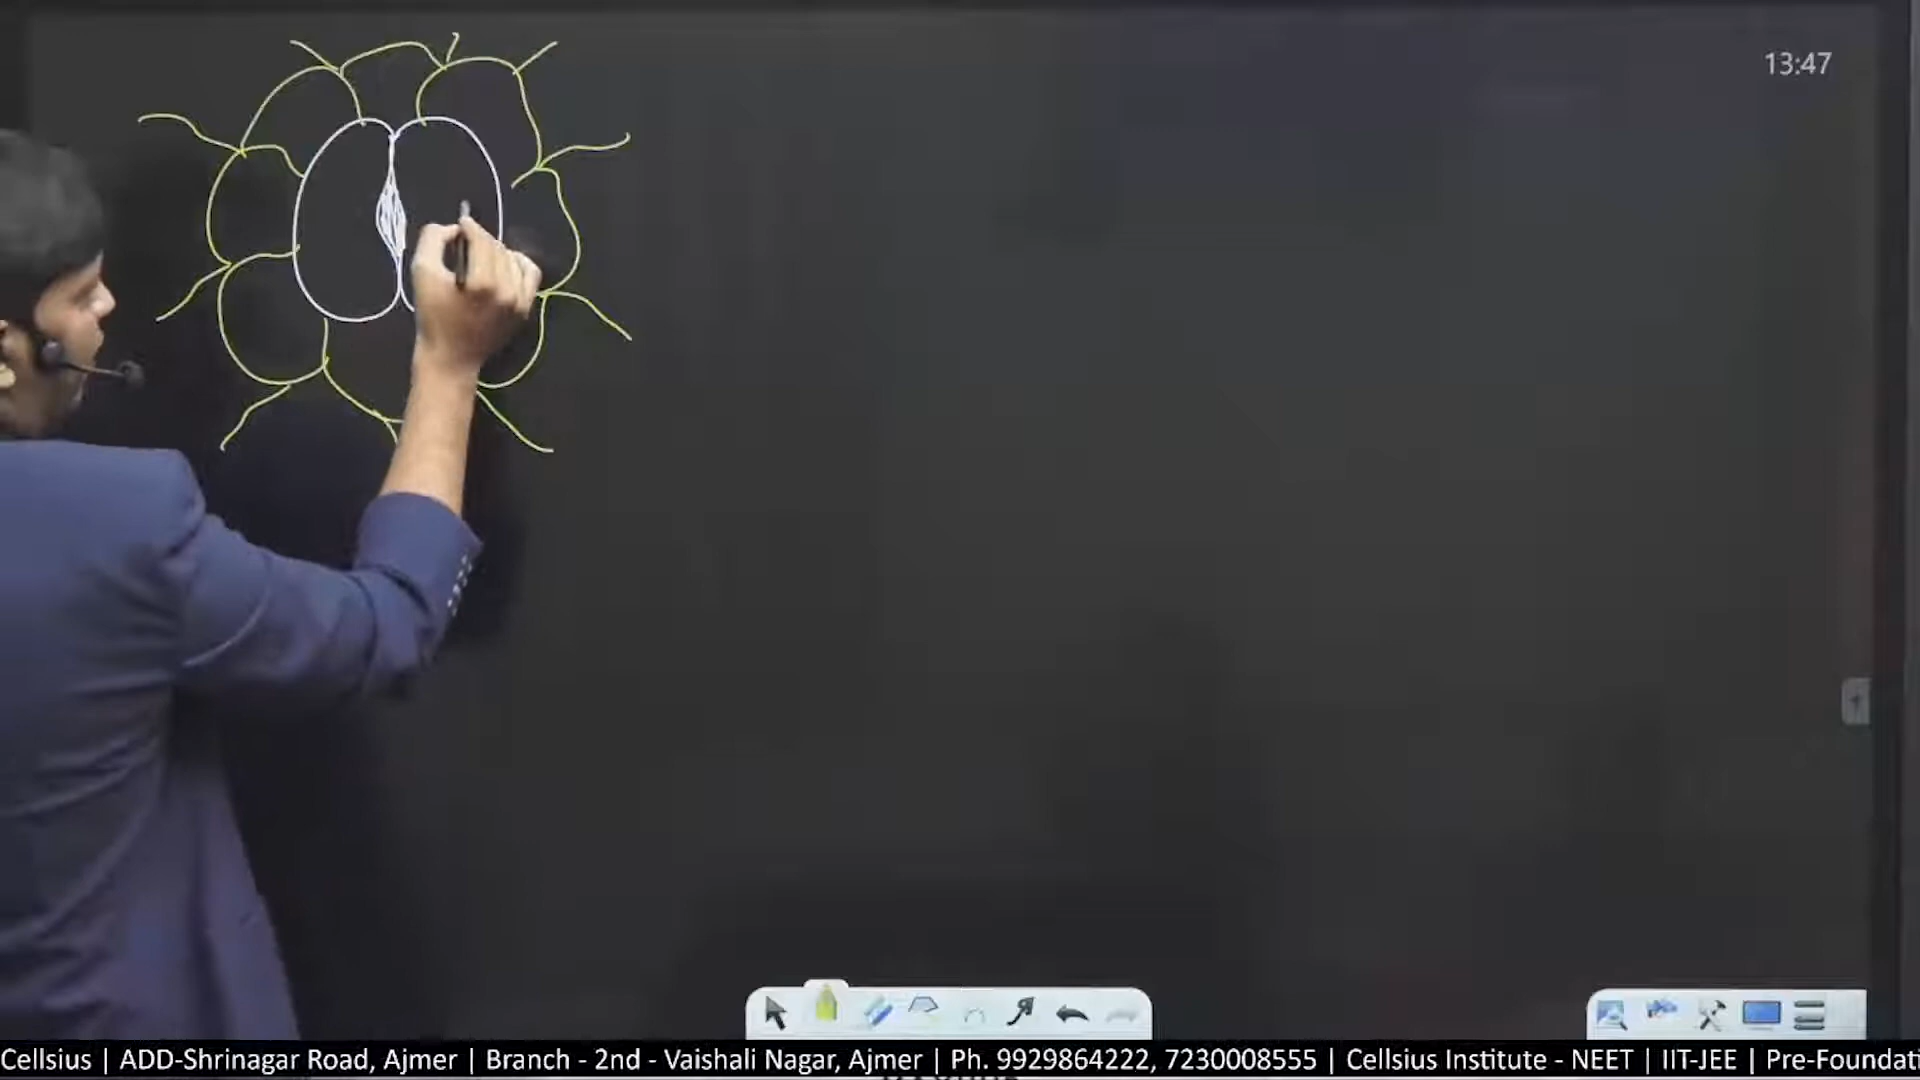 13:47
Cellsius | ADD-Shrinagar Road, Ajmer | Branch - 2nd - Vaishali Nagar, Ajmer | Ph. 9929864222, 7230008555 | Cellsius Institute - NEET | IIT-JEE | Pre-Foundati